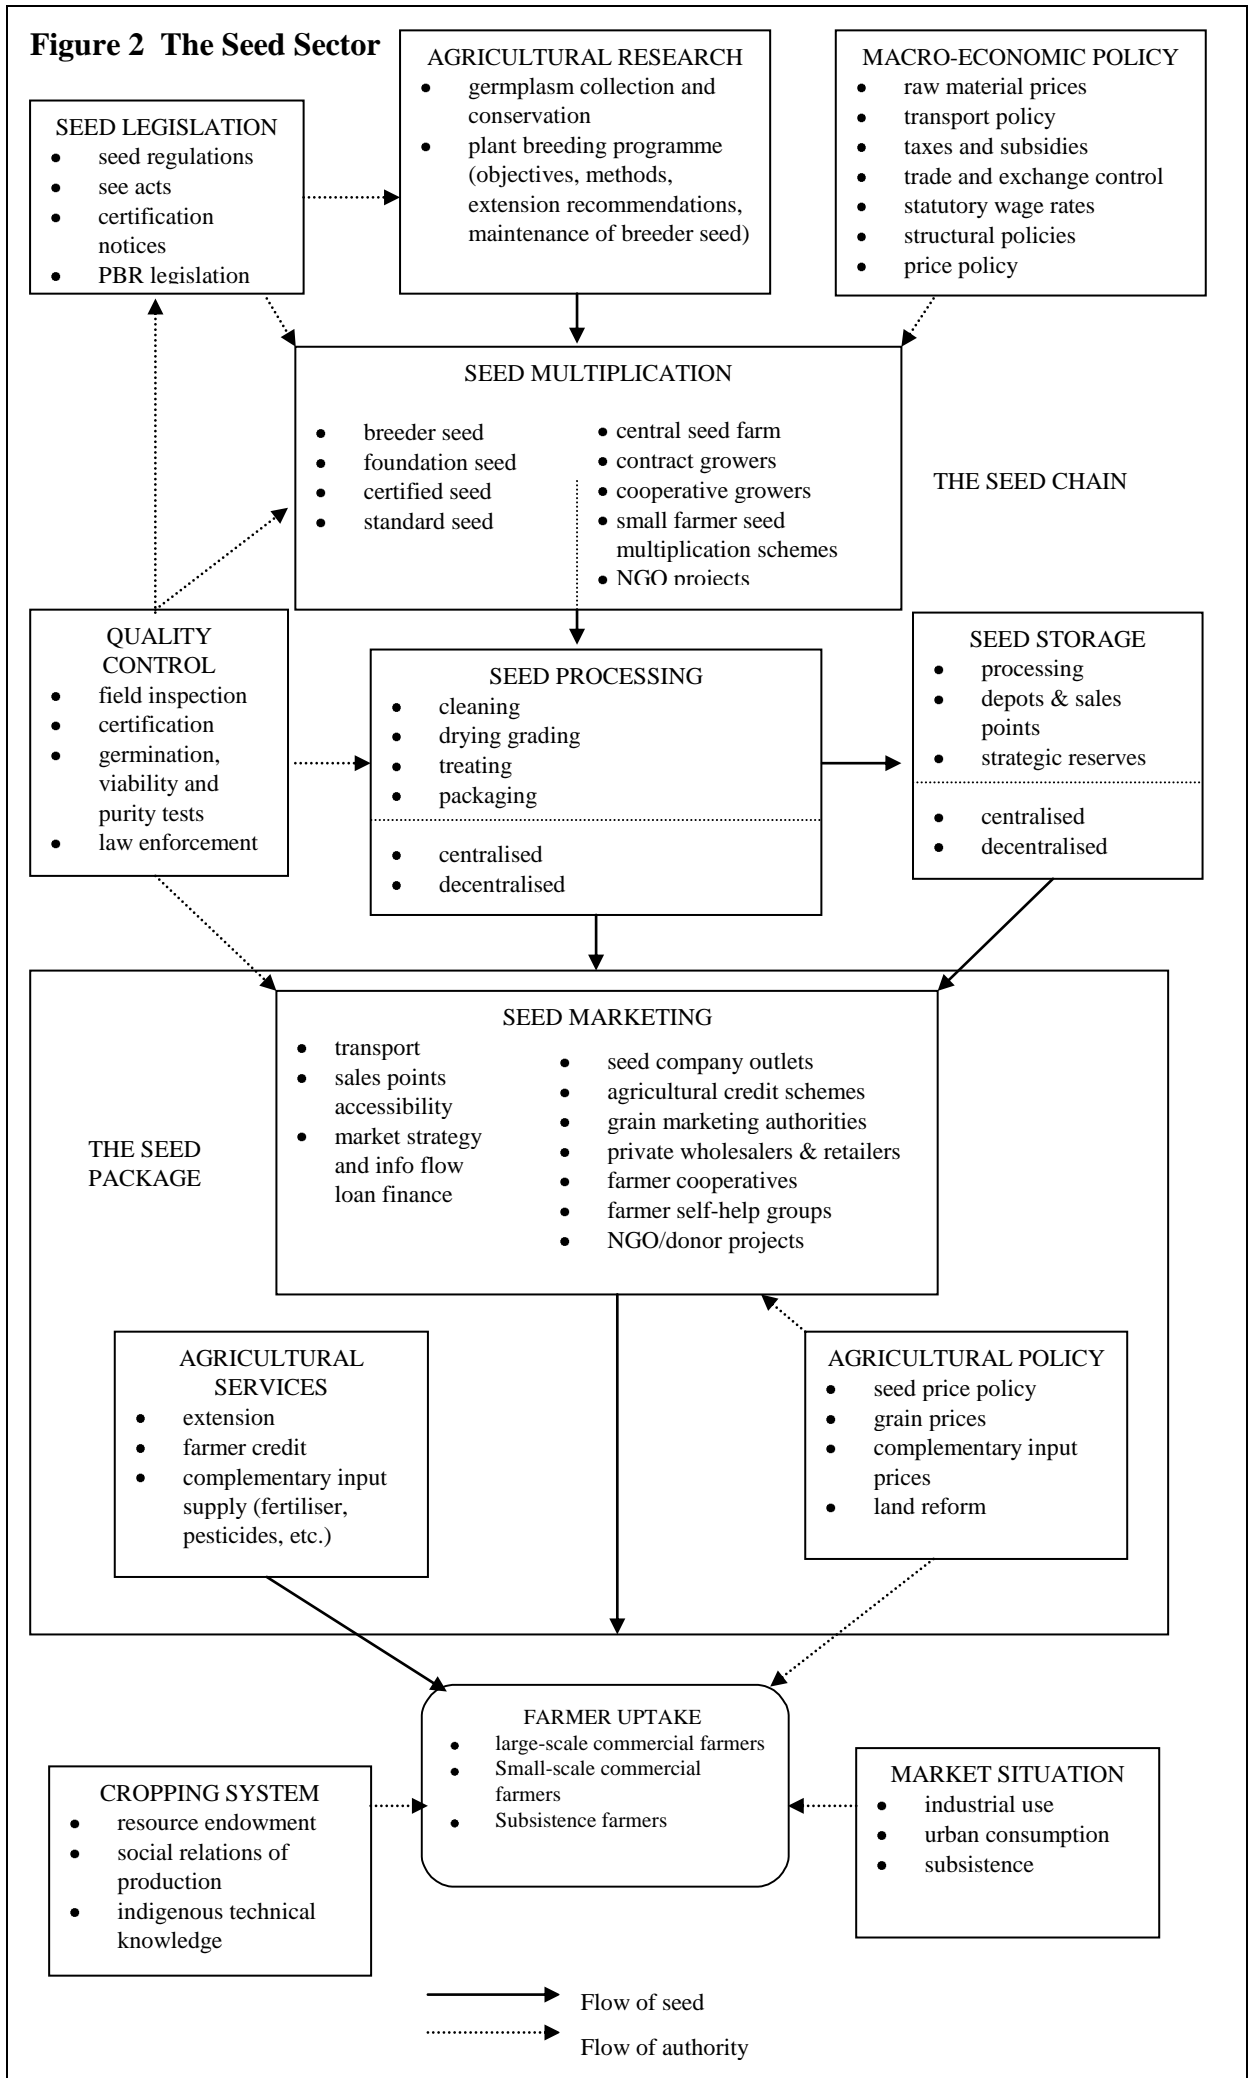 Figure 2 The Seed Sector
AGRICULTURAL RESEARCH
• germplasm collection and
conservation
• plant breeding programme
(objectives, methods,
extension recommendations,
maintenance of breeder seed)
MACRO-ECONOMIC POLICY
• raw material prices
• transport policy
• taxes and subsidies
• trade and exchange control
• statutory wage rates
• structural policies
• price policy
SEED LEGISLATION
• seed regulations
• see acts
• certification
notices
• PBR legislation
SEED MULTIPLICATION
• breeder seed
• foundation seed
• certified seed
• standard seed
• central seed farm
• contract growers
• cooperative growers
• small farmer seed
multiplication schemes
• NGO projects
THE SEED CHAIN
QUALITY
CONTROL
• field inspection
• certification
• germination,
viability and
purity tests
• law enforcement
SEED PROCESSING
• cleaning
• drying grading
• treating
• packaging
• centralised
• decentralised
SEED STORAGE
• processing
• depots & sales
points
• strategic reserves
• centralised
• decentralised
SEED MARKETING
• transport
• sales points
accessibility
• market strategy
and info flow
loan finance
• seed company outlets
• agricultural credit schemes
• grain marketing authorities
• private wholesalers & retailers
• farmer cooperatives
• farmer self-help groups
• NGO/donor projects
THE SEED
PACKAGE
AGRICULTURAL
SERVICES
• extension
• farmer credit
• complementary input
supply (fertiliser,
pesticides, etc.)
AGRICULTURAL POLICY
• seed price policy
• grain prices
• complementary input
prices
• land reform
FARMER UPTAKE
• large-scale commercial farmers
• Small-scale commercial
farmers
• Subsistence farmers
CROPPING SYSTEM
• resource endowment
• social relations of
production
• indigenous technical
knowledge
MARKET SITUATION
• industrial use
• urban consumption
• subsistence
Flow of seed
Flow of authority